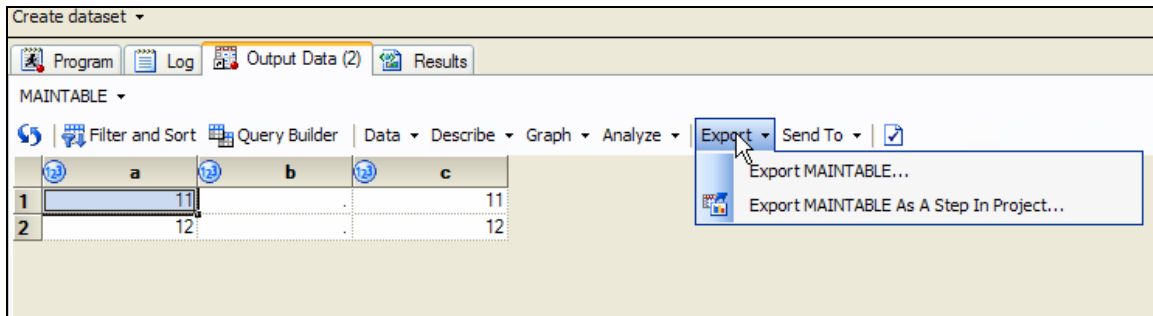 Create dataset
Program Log Output Data (2) Results
MAINTABLE
Filter and Sort Query Builder Data Describe Graph Analyze Export Send To
Export MAINTABLE...
Export MAINTABLE As A Step In Project...
a b c
1 11 . 11
2 12 . 12